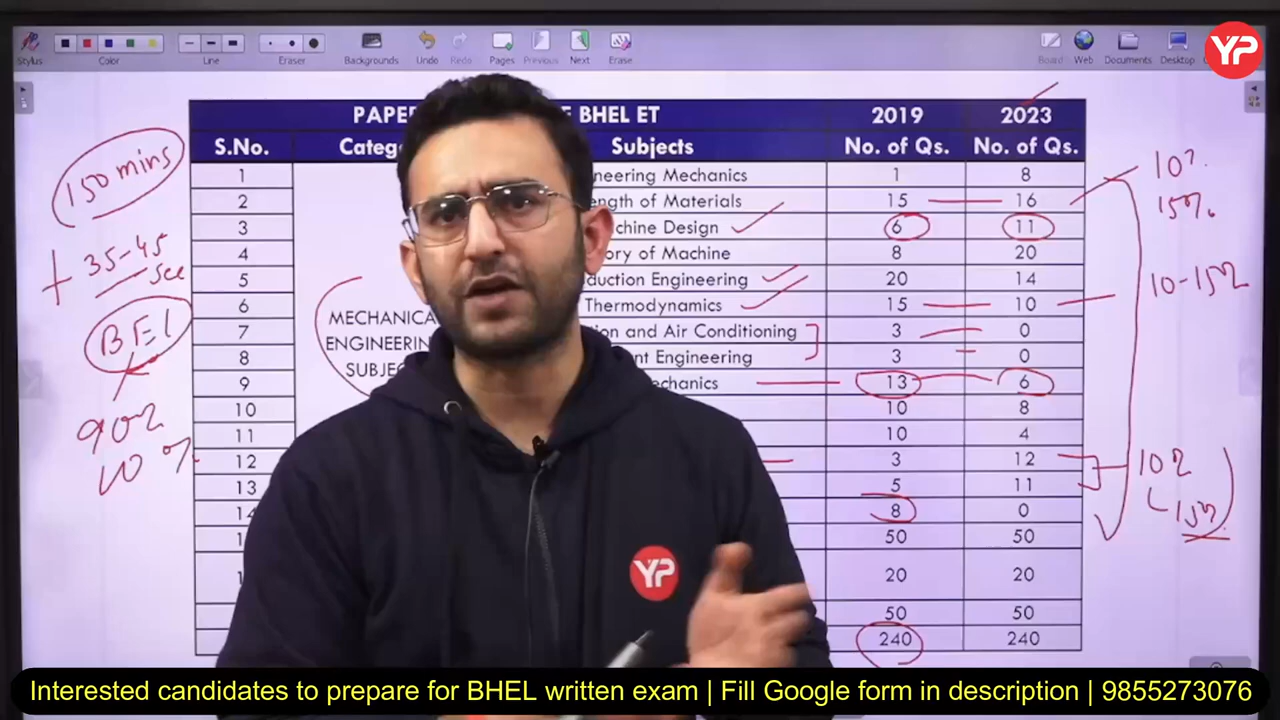 Stylus Color Line Eraser Backgrounds Undo Redo Pages Previous Next Erase Board Web Documents Desktop
YP
PAPER BHEL ET 2019 2023
S.No. Subjects No. of Qs. No. of Qs.
1 neering Mechanics 1 8
2 ength of Materials 15 16
3 chine Design 6 11
4 ory of Machine 8 20
5 duction Engineering 20 14
6 Thermodynamics 15 10
7 ion and Air Conditioning 3 0
8 nt Engineering 3 0
9 echanics 13 6
10 10 8
11 10 4
12 3 12
13 5 11
8 0
50 50
20 20
50 50
240 240
MECHANICA
ENGINEERIN
SUBJEC
150 mins
+ 35-45
sec
BEL
90%
10%
10%
15%
10-15%
10%
(15%)
YP
Interested candidates to prepare for BHEL written exam | Fill Google form in description | 9855273076